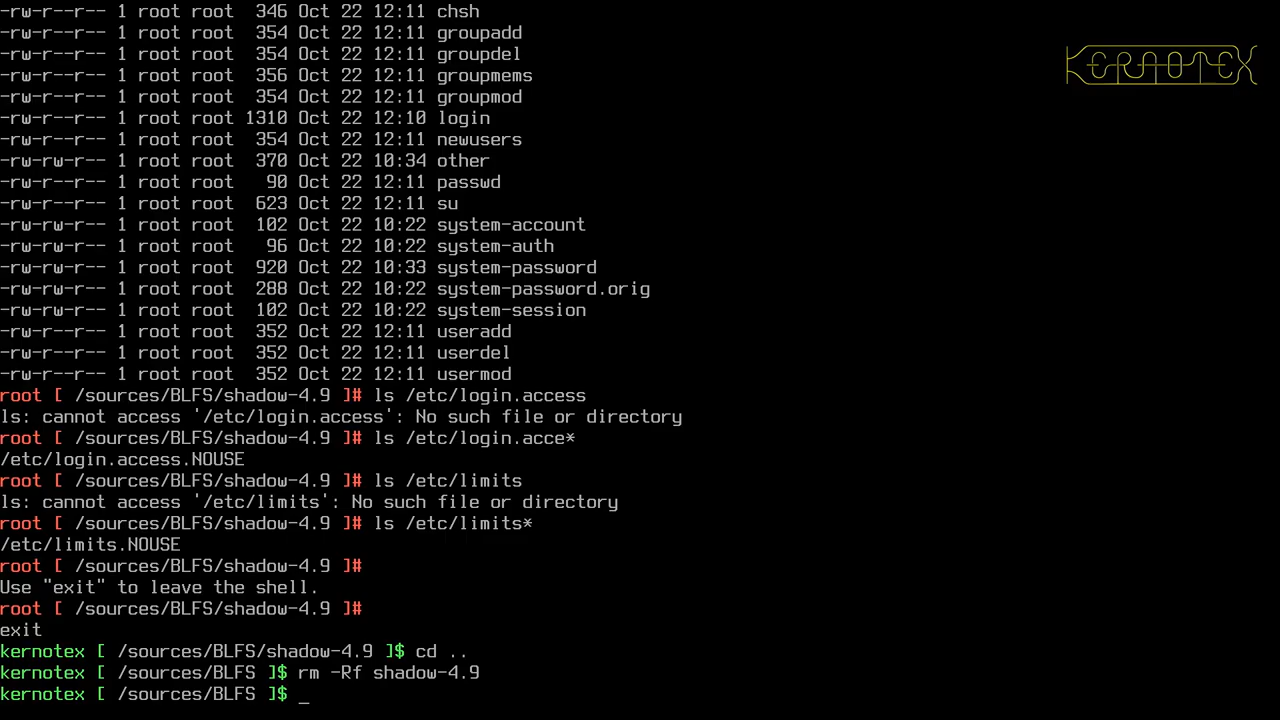 -rw-r--r-- 1 root root  346 Oct 22 12:11 chsh
-rw-r--r-- 1 root root  354 Oct 22 12:11 groupadd
-rw-r--r-- 1 root root  354 Oct 22 12:11 groupdel
-rw-r--r-- 1 root root  356 Oct 22 12:11 groupmems
-rw-r--r-- 1 root root  354 Oct 22 12:11 groupmod
-rw-r--r-- 1 root root 1310 Oct 22 12:10 login
-rw-r--r-- 1 root root  354 Oct 22 12:11 newusers
-rw-rw-r-- 1 root root  370 Oct 22 10:34 other
-rw-r--r-- 1 root root   90 Oct 22 12:11 passwd
-rw-r--r-- 1 root root  623 Oct 22 12:11 su
-rw-rw-r-- 1 root root  102 Oct 22 10:22 system-account
-rw-rw-r-- 1 root root   96 Oct 22 10:22 system-auth
-rw-rw-r-- 1 root root  920 Oct 22 10:33 system-password
-rw-rw-r-- 1 root root  288 Oct 22 10:22 system-password.orig
-rw-rw-r-- 1 root root  102 Oct 22 10:22 system-session
-rw-r--r-- 1 root root  352 Oct 22 12:11 useradd
-rw-r--r-- 1 root root  352 Oct 22 12:11 userdel
-rw-r--r-- 1 root root  352 Oct 22 12:11 usermod
root [ /sources/BLFS/shadow-4.9 ]# ls /etc/login.access
ls: cannot access '/etc/login.access': No such file or directory
root [ /sources/BLFS/shadow-4.9 ]# ls /etc/login.acce*
/etc/login.access.NOUSE
root [ /sources/BLFS/shadow-4.9 ]# ls /etc/limits
ls: cannot access '/etc/limits': No such file or directory
root [ /sources/BLFS/shadow-4.9 ]# ls /etc/limits*
/etc/limits.NOUSE
root [ /sources/BLFS/shadow-4.9 ]#
Use "exit" to leave the shell.
root [ /sources/BLFS/shadow-4.9 ]#
exit
kernotex [ /sources/BLFS/shadow-4.9 ]$ cd ..
kernotex [ /sources/BLFS ]$ rm -Rf shadow-4.9
kernotex [ /sources/BLFS ]$ _
KERNOTEX